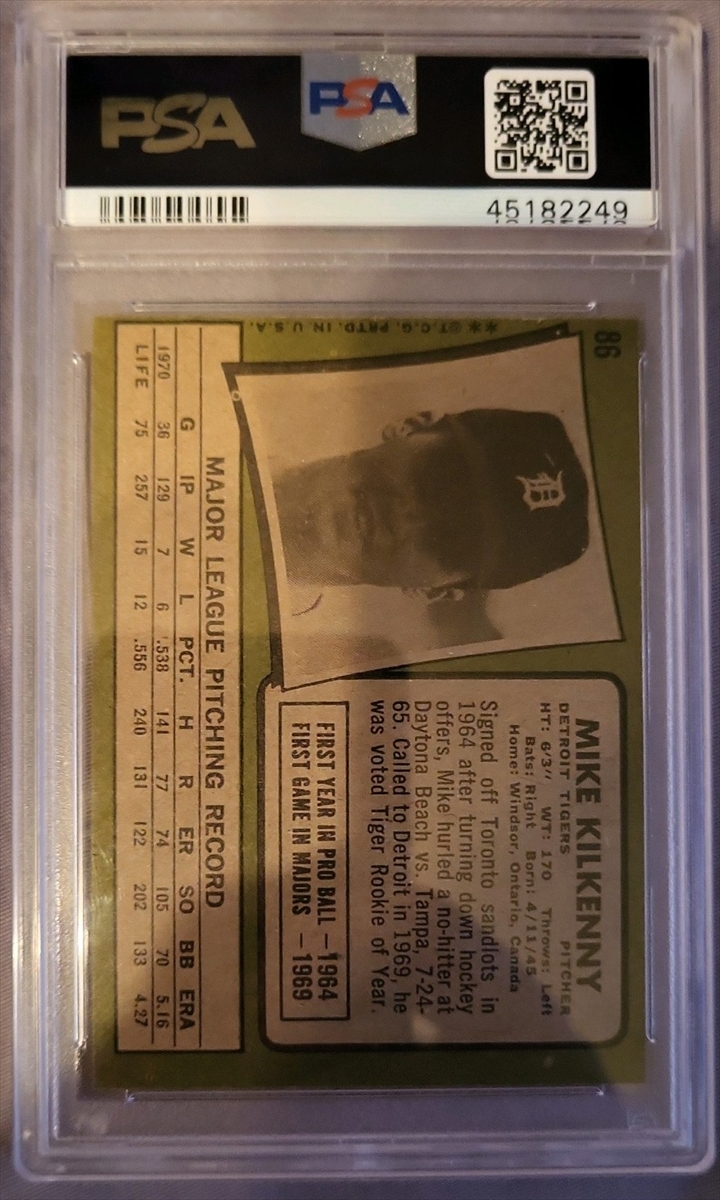 PSA
PSA
45182249
86
**©T.C.G. PRTD. IN U.S.A.
MIKE KILKENNY
DETROIT TIGERS PITCHER
HT: 6'3" WT: 170 Throws: Left
Bats: Right Born: 4/11/45
Home: Windsor, Ontario, Canada
Signed off Toronto sandlots in
1964 after turning down hockey
offers, Mike hurled a no-hitter at
Daytona Beach vs. Tampa, 7-24-
65. Called to Detroit in 1969, he
was voted Tiger Rookie of Year.
FIRST YEAR IN PRO BALL — 1964
FIRST GAME IN MAJORS — 1969
MAJOR LEAGUE PITCHING RECORD
G IP W L PCT. H R ER SO BB ERA
1970 36 129 7 6 .538 141 77 74 105 70 5.16
LIFE 75 257 15 12 .556 240 131 122 202 133 4.27